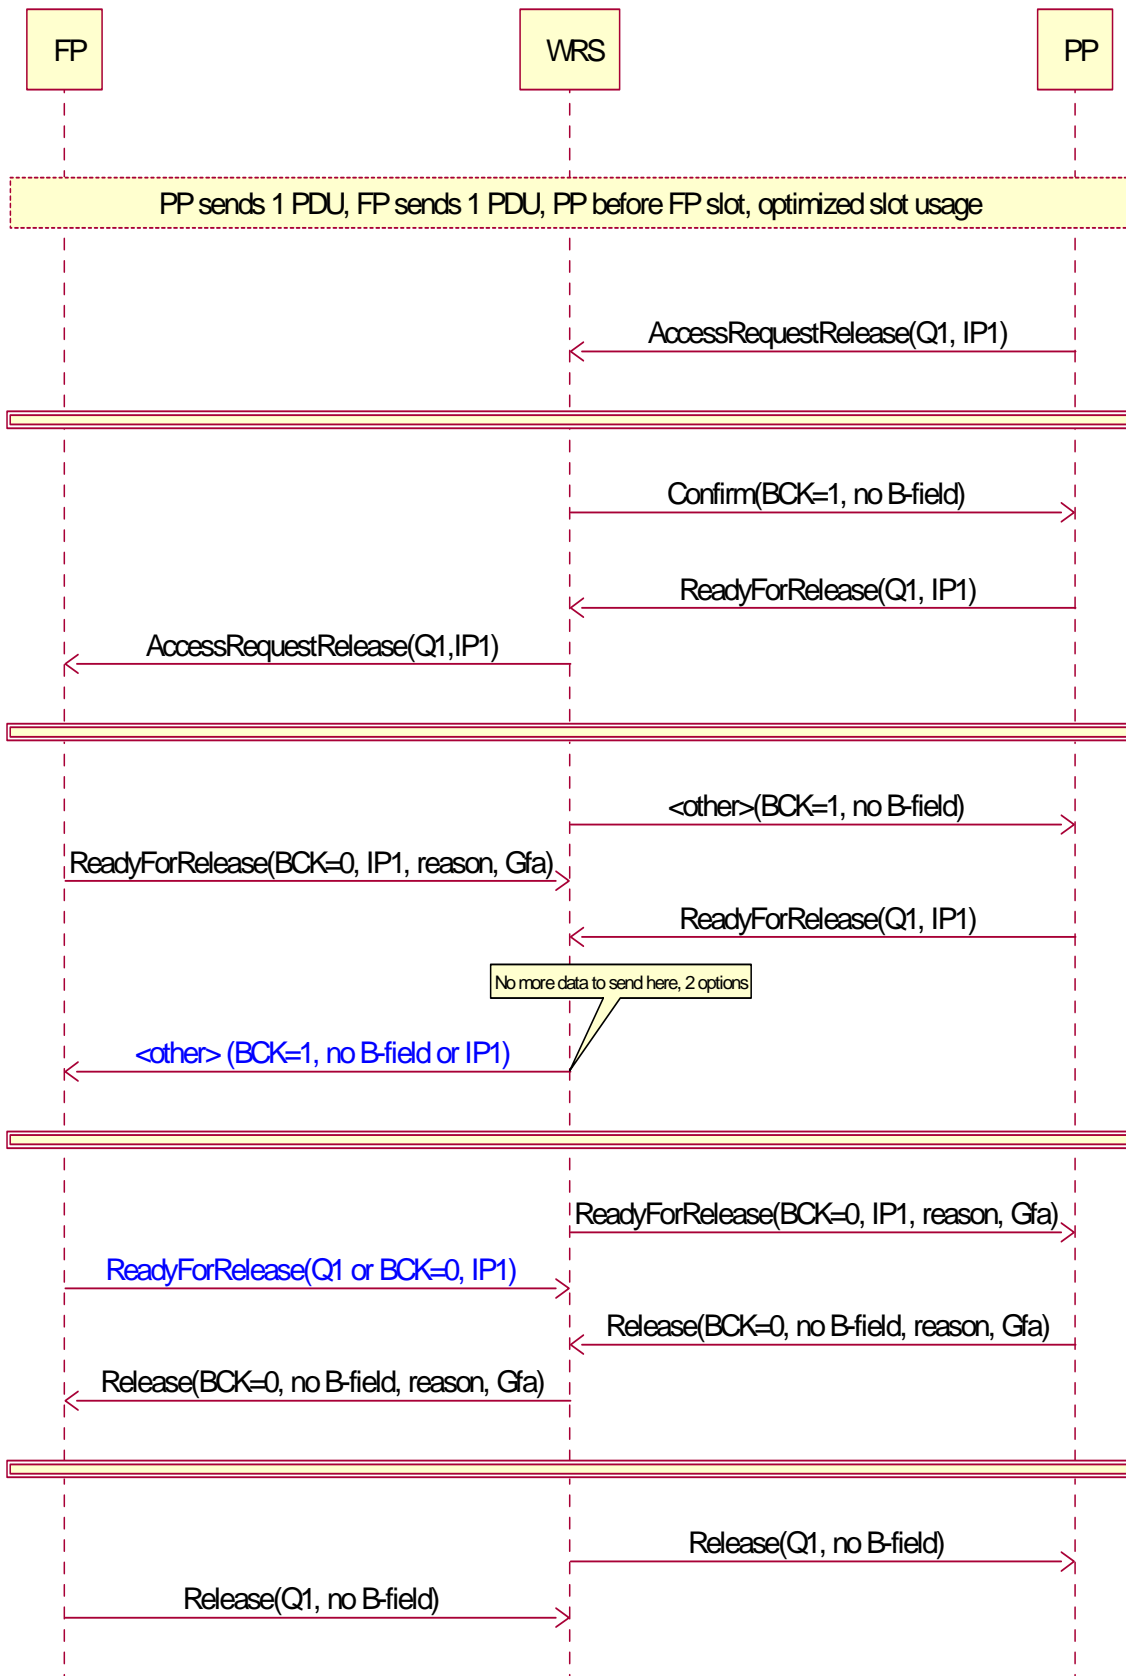 FP
WRS
PP
PP sends 1 PDU, FP sends 1 PDU, PP before FP slot, optimized slot usage
AccessRequestRelease(Q1, IP1)
Confirm(BCK=1, no B-field)
ReadyForRelease(Q1, IP1)
AccessRequestRelease(Q1,IP1)
<other>(BCK=1, no B-field)
ReadyForRelease(BCK=0, IP1, reason, Gfa)
ReadyForRelease(Q1, IP1)
No more data to send here, 2 options
<other> (BCK=1, no B-field or IP1)
ReadyForRelease(BCK=0, IP1, reason, Gfa)
ReadyForRelease(Q1 or BCK=0, IP1)
Release(BCK=0, no B-field, reason, Gfa)
Release(BCK=0, no B-field, reason, Gfa)
Release(Q1, no B-field)
Release(Q1, no B-field)